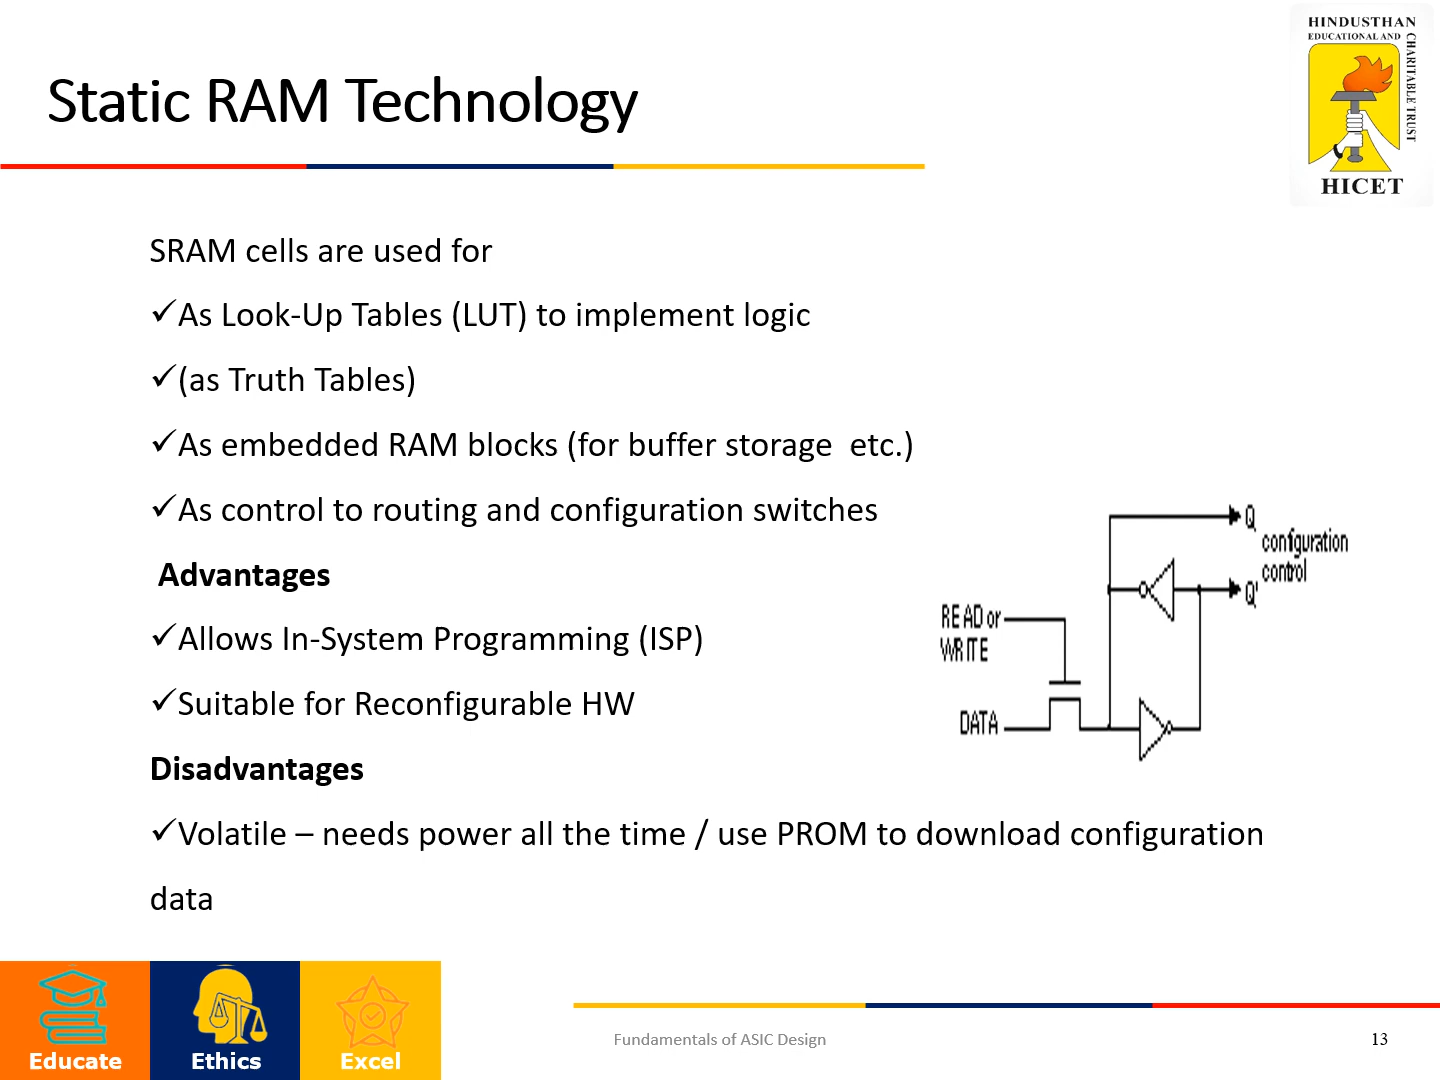 HINDUSTHAN
EDUCATIONAL AND
CHARITABLE TRUST
HICET
Static RAM Technology
SRAM cells are used for
✓As Look-Up Tables (LUT) to implement logic
✓(as Truth Tables)
✓As embedded RAM blocks (for buffer storage  etc.)
✓As control to routing and configuration switches
Advantages
✓Allows In-System Programming (ISP)
✓Suitable for Reconfigurable HW
Disadvantages
✓Volatile – needs power all the time / use PROM to download configuration
data
Q
configuration
control
Q'
READ or
WRITE
DATA
Educate
Ethics
Excel
Fundamentals of ASIC Design
13